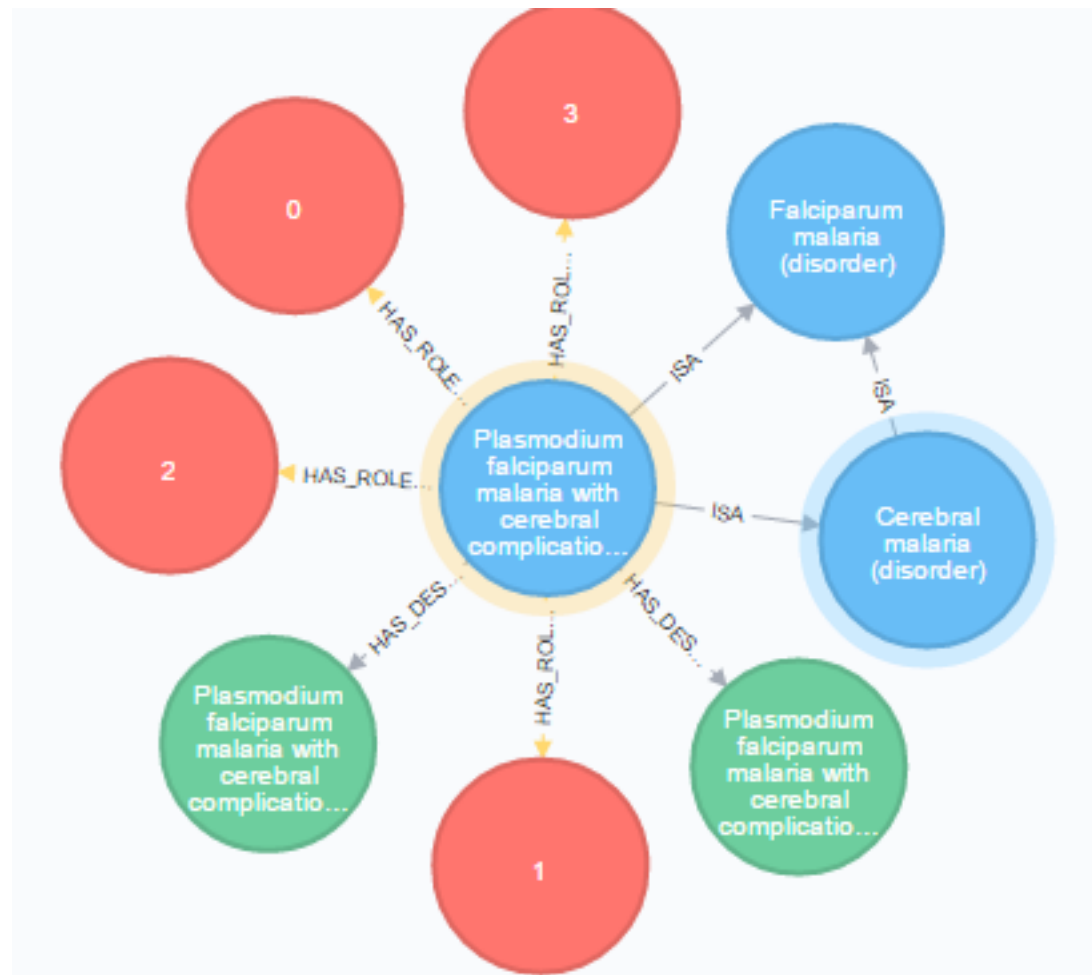 3
0
Falciparum
malaria
(disorder)
HAS_ROL...
HAS_ROLE...
ISA
ISA
2
HAS_ROLE...
Plasmodium
falciparum
malaria with
cerebral
complicatio...
ISA
Cerebral
malaria
(disorder)
HAS_DES...
HAS_ROL...
HAS_DES...
Plasmodium
falciparum
malaria with
cerebral
complicatio...
Plasmodium
falciparum
malaria with
cerebral
complicatio...
1